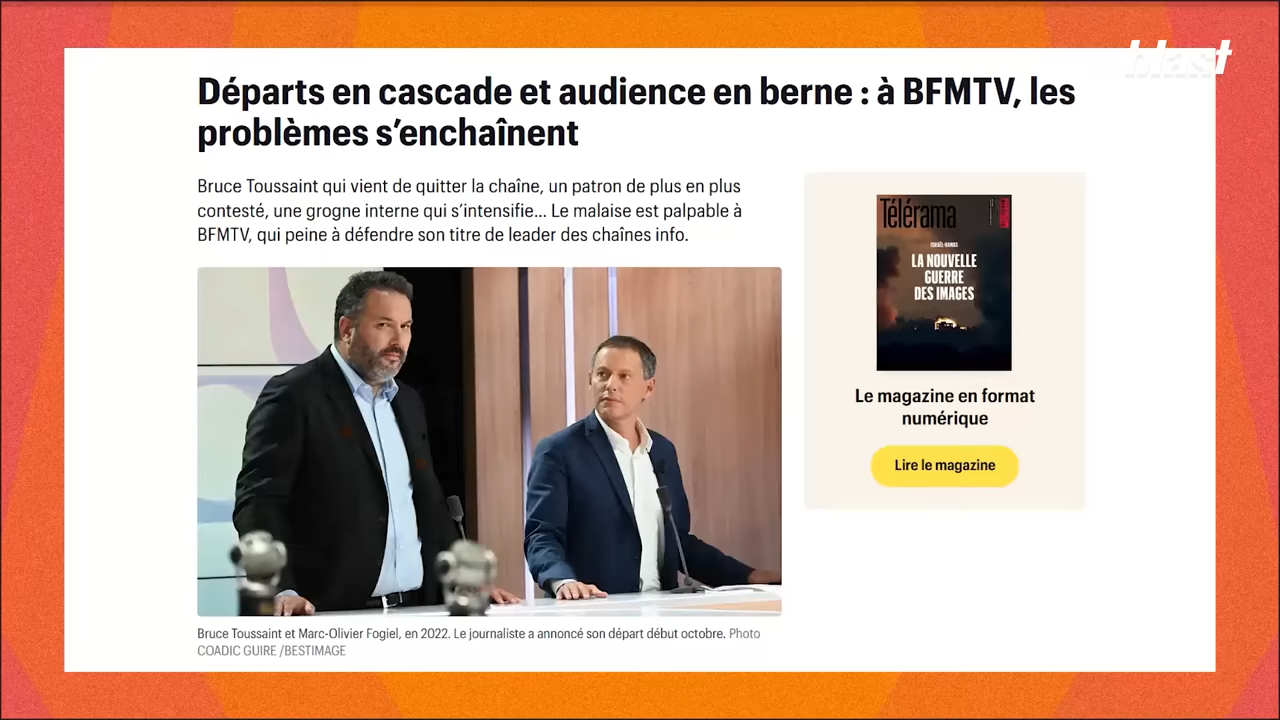 blast
Départs en cascade et audience en berne : à BFMTV, les
problèmes s’enchaînent
Bruce Toussaint qui vient de quitter la chaîne, un patron de plus en plus
contesté, une grogne interne qui s’intensifie... Le malaise est palpable à
BFMTV, qui peine à défendre son titre de leader des chaînes info.
Télérama
ISRAËL-HAMAS
LA NOUVELLE
GUERRE
DES IMAGES
Le magazine en format
numérique
Lire le magazine
Bruce Toussaint et Marc-Olivier Fogiel, en 2022. Le journaliste a annoncé son départ début octobre. Photo
COADIC GUIRE /BESTIMAGE